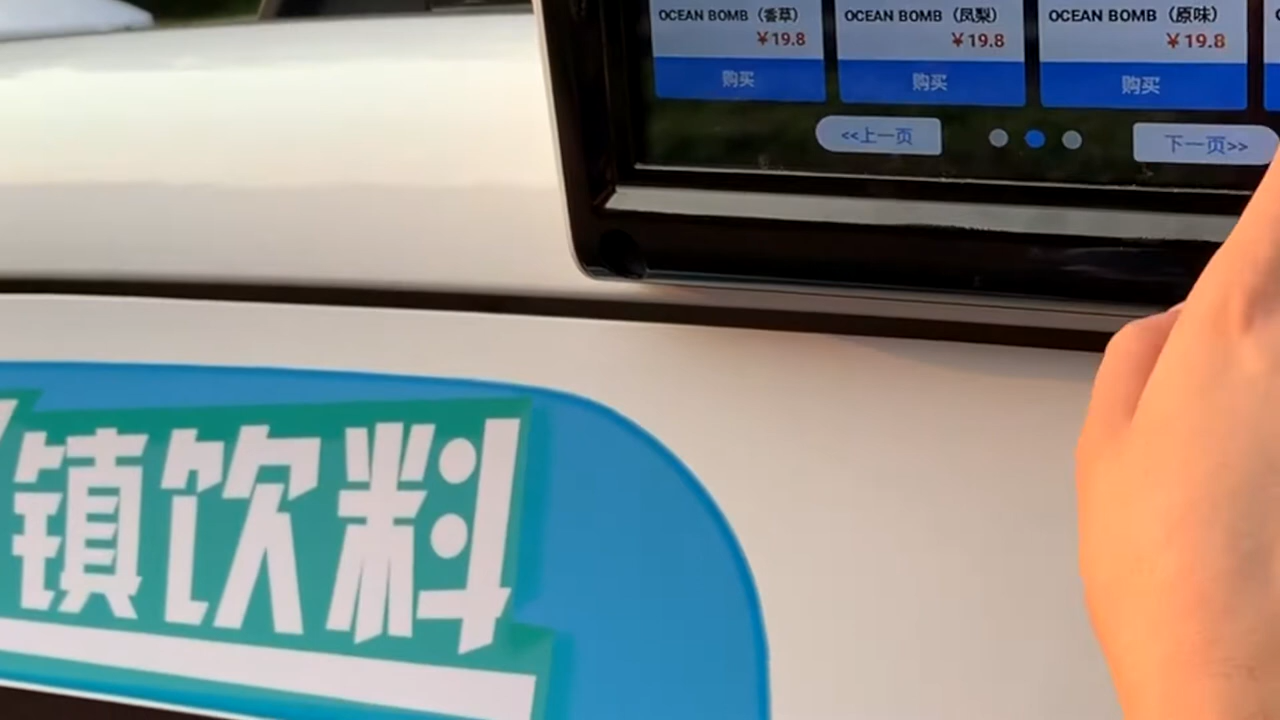 OCEAN BOMB（香草）
￥19.8
购买
OCEAN BOMB（凤梨）
￥19.8
购买
OCEAN BOMB（原味）
￥19.8
购买
<<上一页
下一页>>
镇饮料